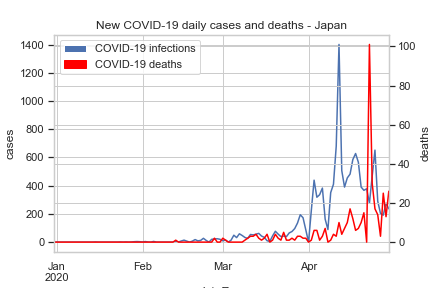 New COVID-19 daily cases and deaths - Japan
COVID-19 infections
COVID-19 deaths
1400
1200
1000
800
600
400
200
0
cases
100
80
60
40
20
0
deaths
Jan
2020
Feb
Mar
Apr